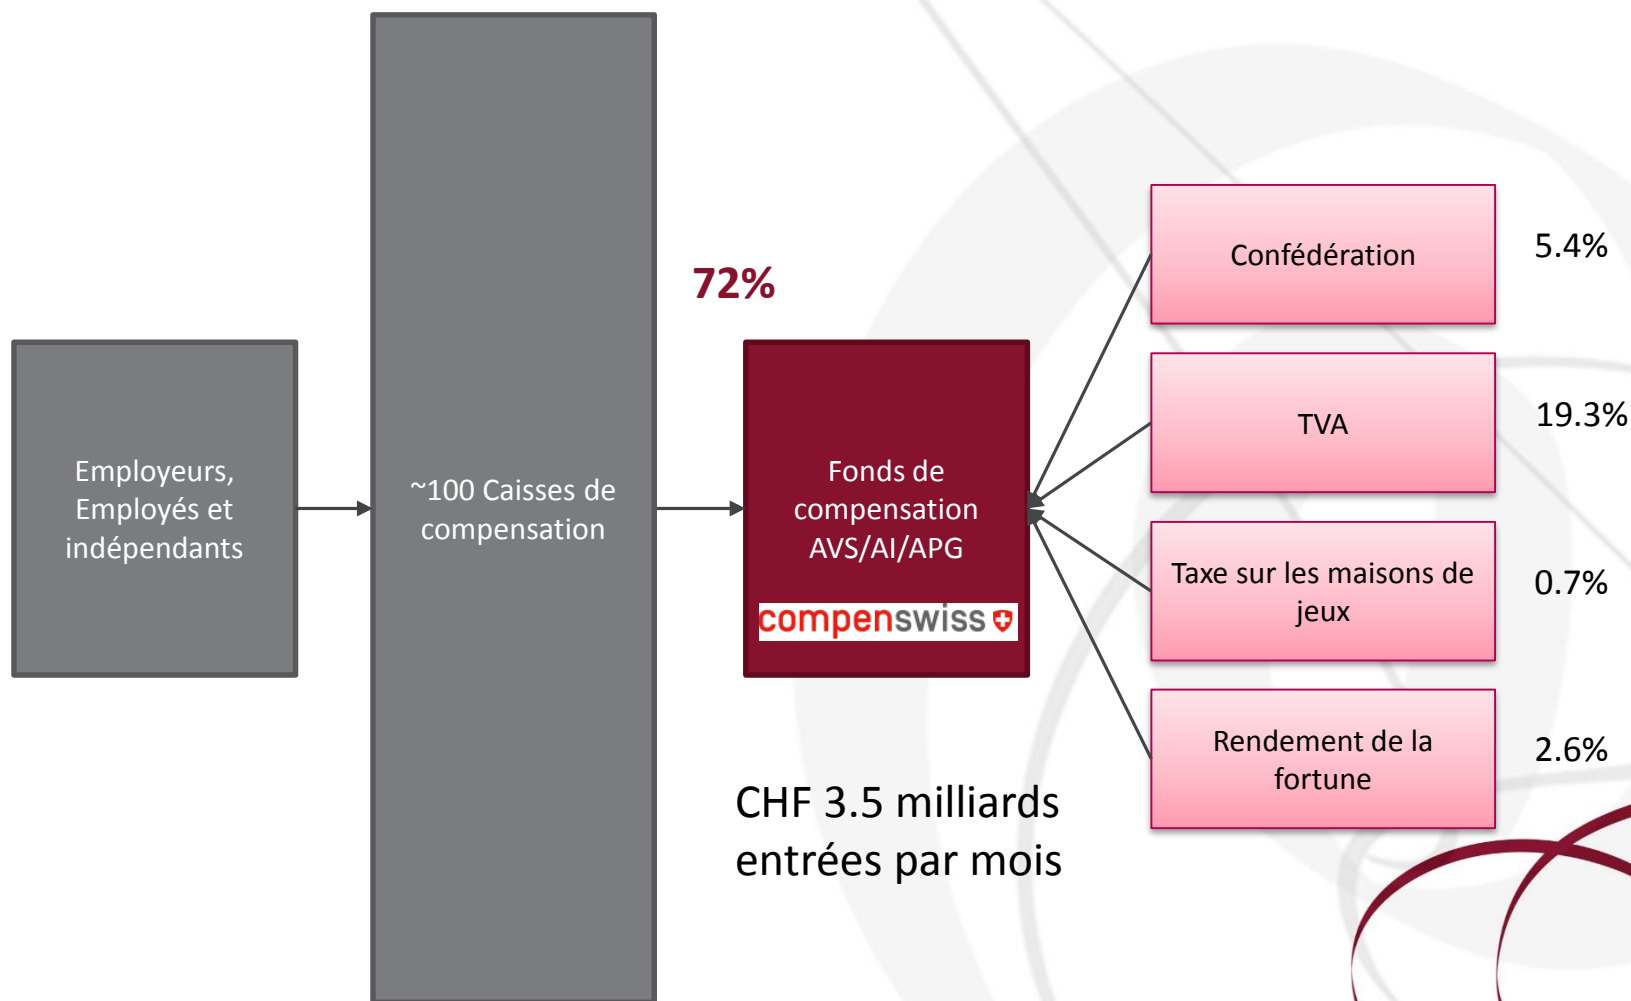 Employeurs,
Employés et
indépendants
~100 Caisses de
compensation
72%
Fonds de
compensation
AVS/AI/APG
compenswiss
CHF 3.5 milliards
entrées par mois
Confédération
5.4%
TVA
19.3%
Taxe sur les maisons de
jeux
0.7%
Rendement de la
fortune
2.6%